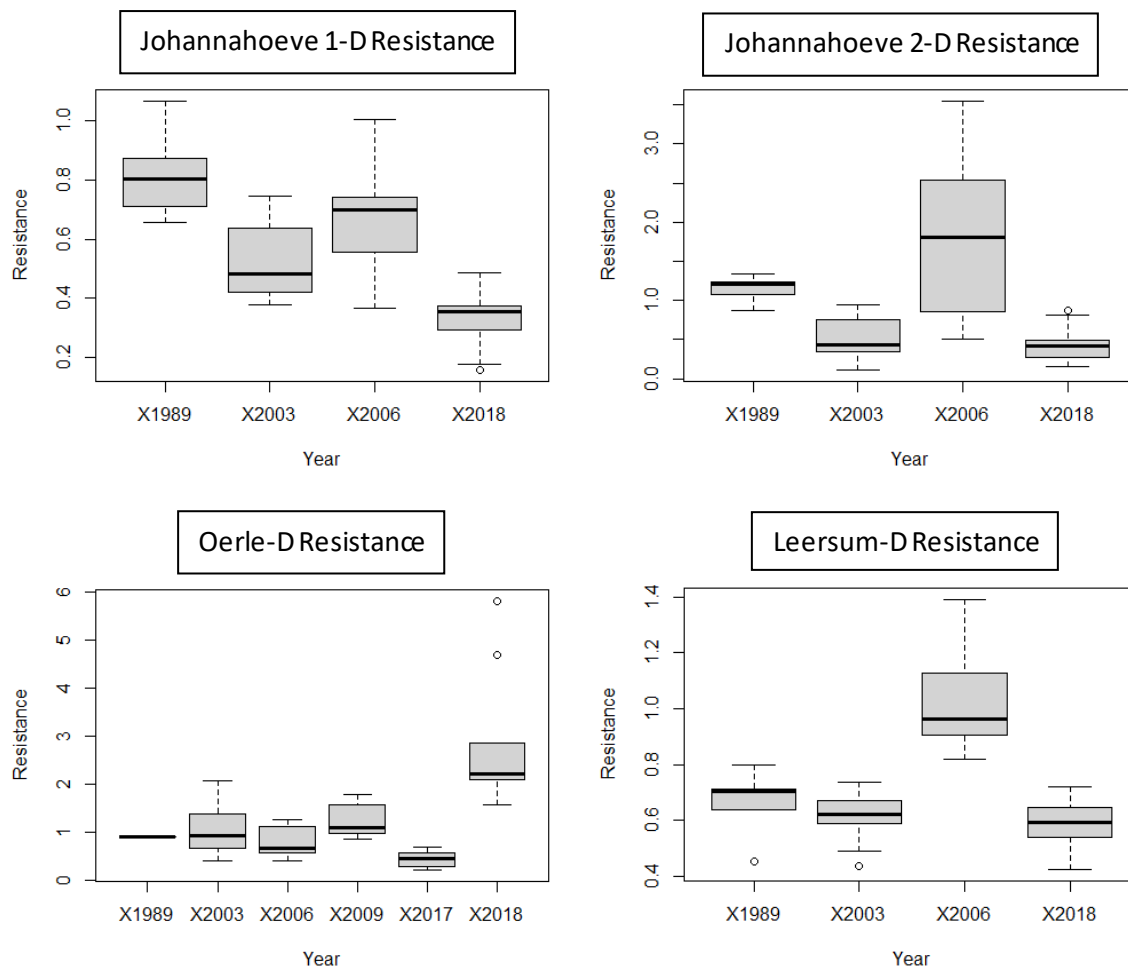 Johannahoeve 1-D Resistance
Resistance
1.0
0.8
0.6
0.4
0.2
X1989 X2003 X2006 X2018
Year
Johannahoeve 2-D Resistance
Resistance
3.0
2.0
1.0
0.0
X1989 X2003 X2006 X2018
Year
Oerle-D Resistance
Resistance
6
5
4
3
2
1
0
X1989 X2003 X2006 X2009 X2017 X2018
Year
Leersum-D Resistance
Resistance
1.4
1.2
1.0
0.8
0.6
0.4
X1989 X2003 X2006 X2018
Year